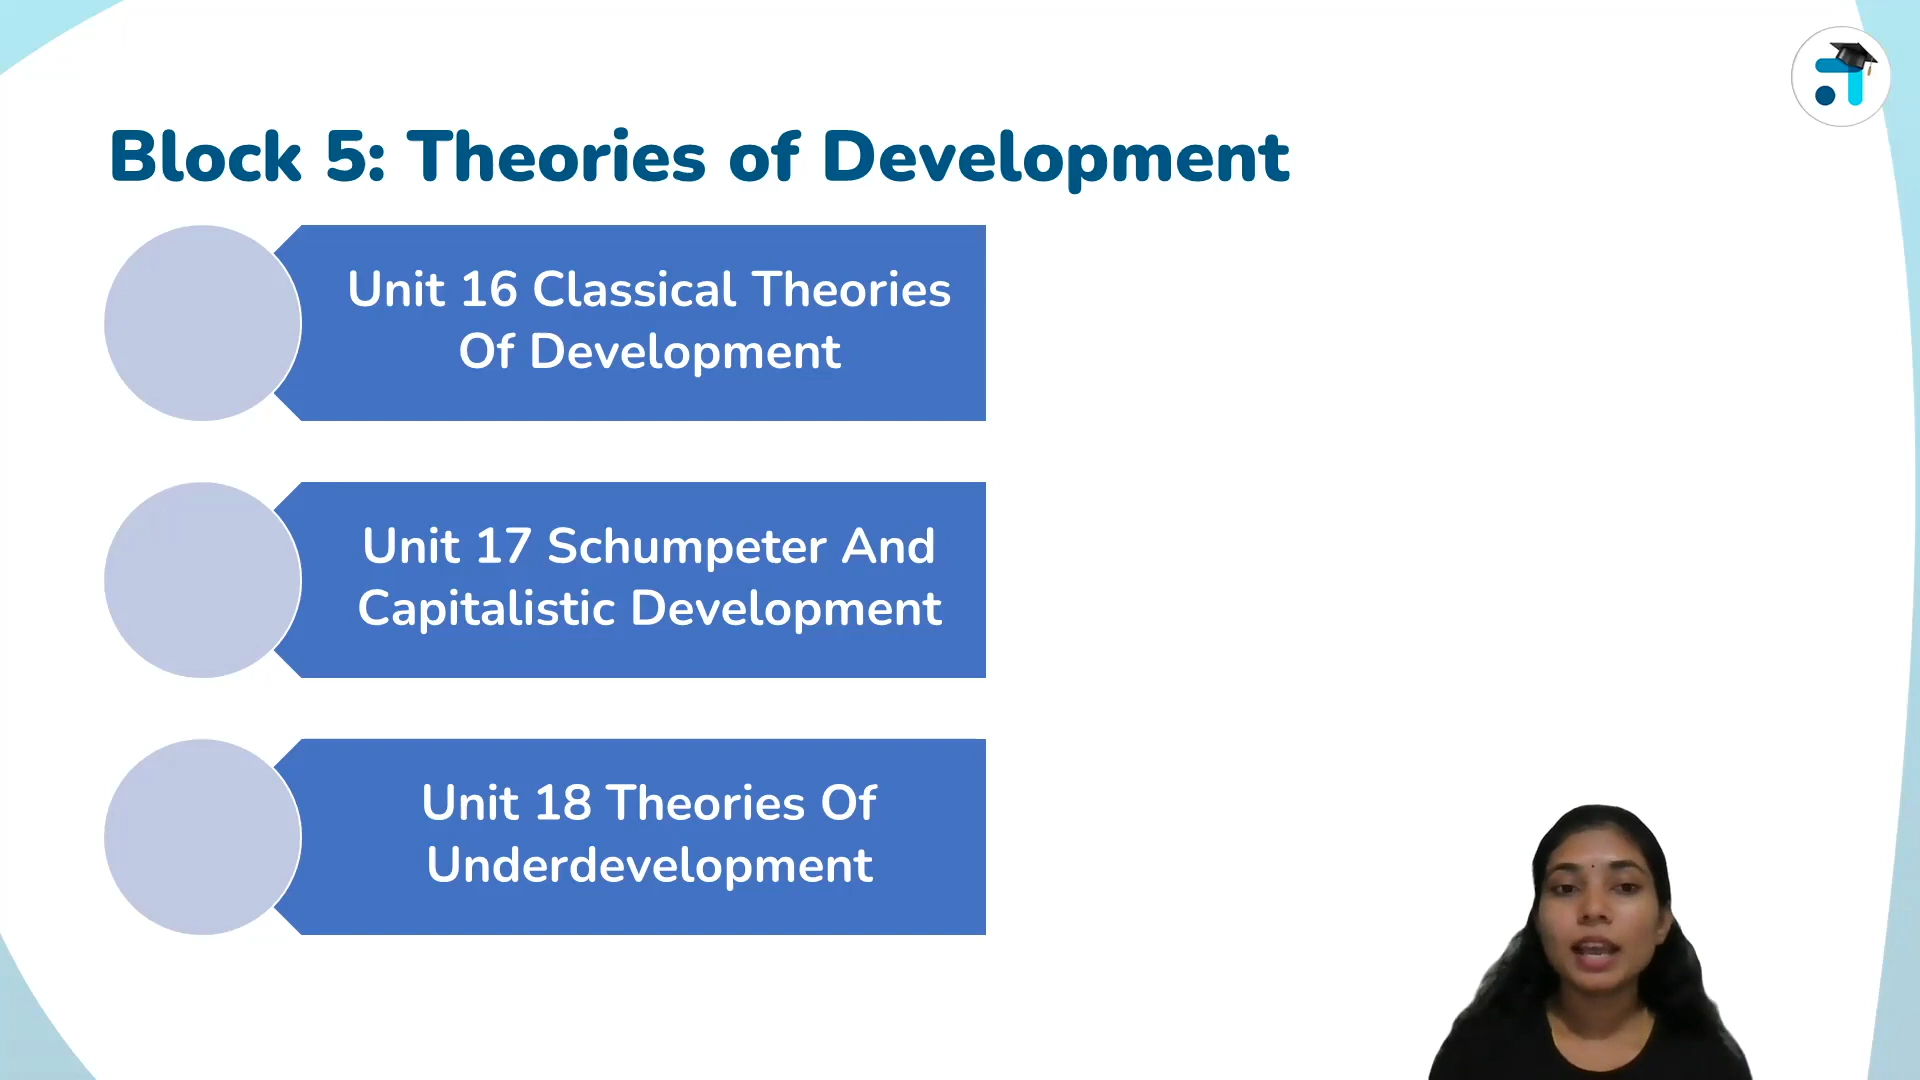 Block 5: Theories of Development
Unit 16 Classical Theories
Of Development
Unit 17 Schumpeter And
Capitalistic Development
Unit 18 Theories Of
Underdevelopment